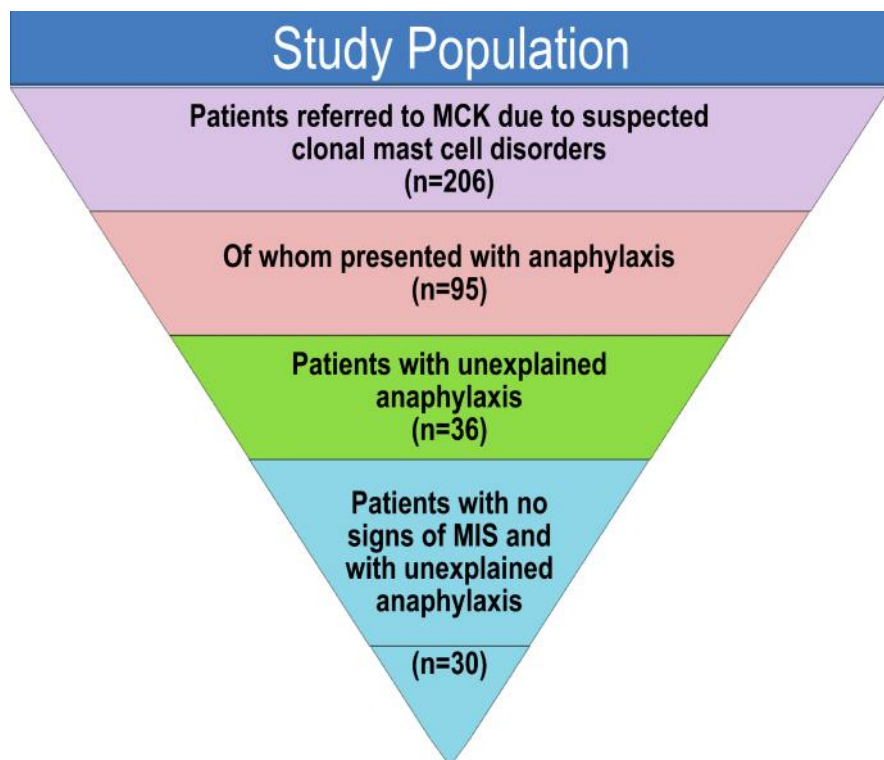 Study Population
Patients referred to MCK due to suspected
clonal mast cell disorders
(n=206)
Of whom presented with anaphylaxis
(n=95)
Patients with unexplained
anaphylaxis
(n=36)
Patients with no
signs of MIS and
with unexplained
anaphylaxis
(n=30)